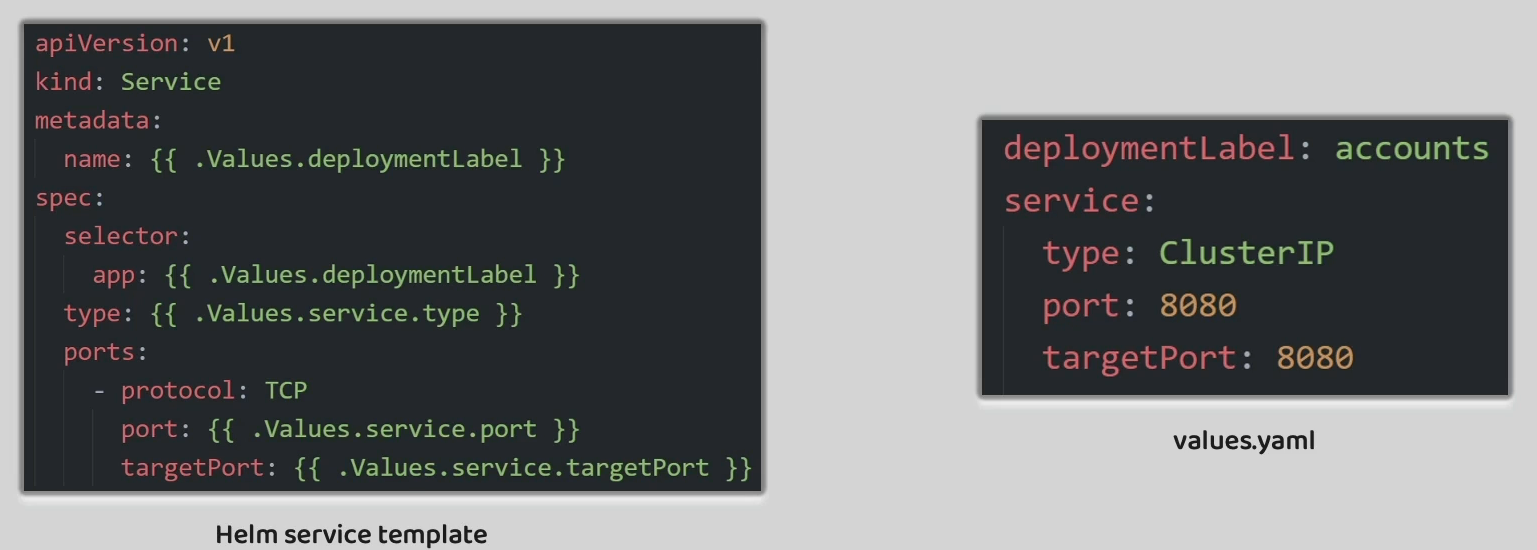 apiVersion: v1
kind: Service
metadata:
  name: {{ .Values.deploymentLabel }}
spec:
  selector:
    app: {{ .Values.deploymentLabel }}
  type: {{ .Values.service.type }}
  ports:
    - protocol: TCP
      port: {{ .Values.service.port }}
      targetPort: {{ .Values.service.targetPort }}
Helm service template
deploymentLabel: accounts
service:
  type: ClusterIP
  port: 8080
  targetPort: 8080
values.yaml